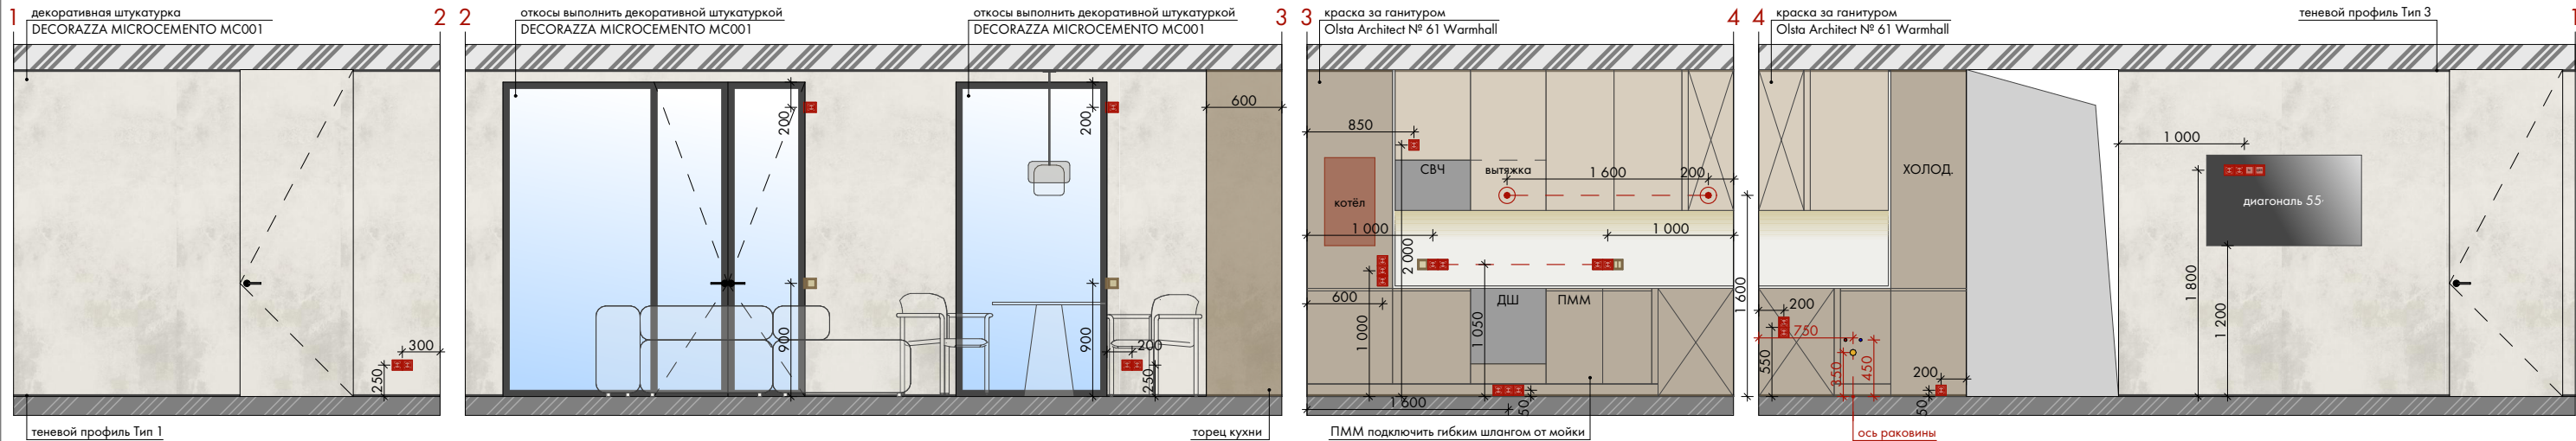 1
декоративная штукатурка
DECORAZZA MICROCEMENTO MC001
2
300
250
теневой профиль Тип 1
2
откосы выполнить декоративной штукатуркой
DECORAZZA MICROCEMENTO MC001
откосы выполнить декоративной штукатуркой
DECORAZZA MICROCEMENTO MC001
3
200
200
600
900
900
200
250
торец кухни
3
краска за ганитуром
Olsta Architect № 61 Warmhall
4
850
СВЧ
вытяжка
1 600
200
котёл
1 000
1 000
2 000
600
ДШ
ПММ
1 000
1 050
1 600
50
1 600
ПММ подключить гибким шлангом от мойки
4
краска за ганитуром
Olsta Architect № 61 Warmhall
теневой профиль Тип 3
1
1 000
ХОЛОД.
диагональ 55
1 800
1 200
200
750
550
350
450
200
50
ось раковины